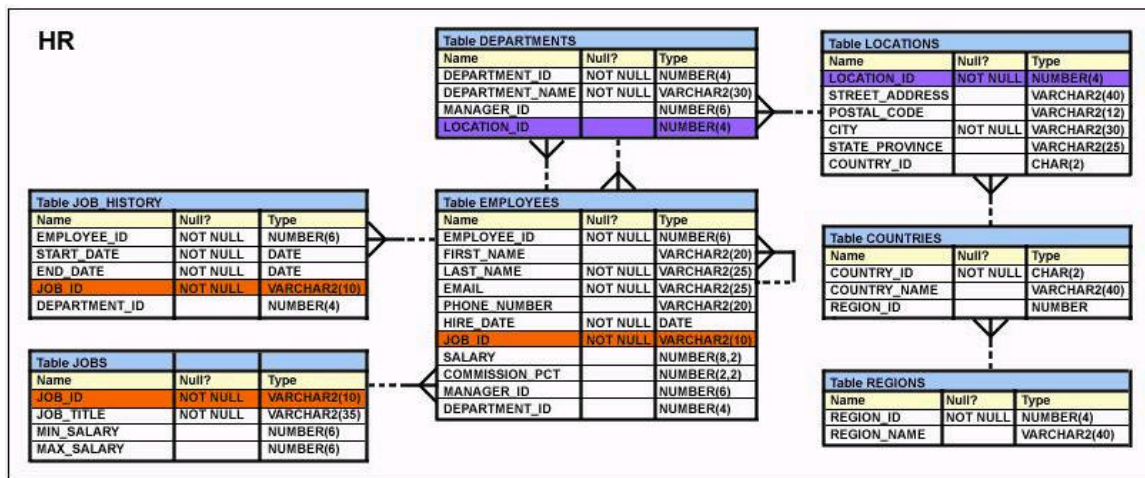 HR
Table DEPARTMENTS
Name Null? Type
DEPARTMENT_ID NOT NULL NUMBER(4)
DEPARTMENT_NAME NOT NULL VARCHAR2(30)
MANAGER_ID NUMBER(6)
LOCATION_ID NUMBER(4)
Table LOCATIONS
Name Null? Type
LOCATION_ID NOT NULL NUMBER(4)
STREET_ADDRESS VARCHAR2(40)
POSTAL_CODE VARCHAR2(12)
CITY NOT NULL VARCHAR2(30)
STATE_PROVINCE VARCHAR2(25)
COUNTRY_ID CHAR(2)
Table JOB_HISTORY
Name Null? Type
EMPLOYEE_ID NOT NULL NUMBER(6)
START_DATE NOT NULL DATE
END_DATE NOT NULL DATE
JOB_ID NOT NULL VARCHAR2(10)
DEPARTMENT_ID NUMBER(4)
Table EMPLOYEES
Name Null? Type
EMPLOYEE_ID NOT NULL NUMBER(6)
FIRST_NAME VARCHAR2(20)
LAST_NAME NOT NULL VARCHAR2(25)
EMAIL NOT NULL VARCHAR2(25)
PHONE_NUMBER VARCHAR2(20)
HIRE_DATE NOT NULL DATE
JOB_ID NOT NULL VARCHAR2(10)
SALARY NUMBER(8,2)
COMMISSION_PCT NUMBER(2,2)
MANAGER_ID NUMBER(6)
DEPARTMENT_ID NUMBER(4)
Table COUNTRIES
Name Null? Type
COUNTRY_ID NOT NULL CHAR(2)
COUNTRY_NAME VARCHAR2(40)
REGION_ID NUMBER
Table JOBS
Name Null? Type
JOB_ID NOT NULL VARCHAR2(10)
JOB_TITLE NOT NULL VARCHAR2(35)
MIN_SALARY NUMBER(6)
MAX_SALARY NUMBER(6)
Table REGIONS
Name Null? Type
REGION_ID NOT NULL NUMBER(4)
REGION_NAME VARCHAR2(40)